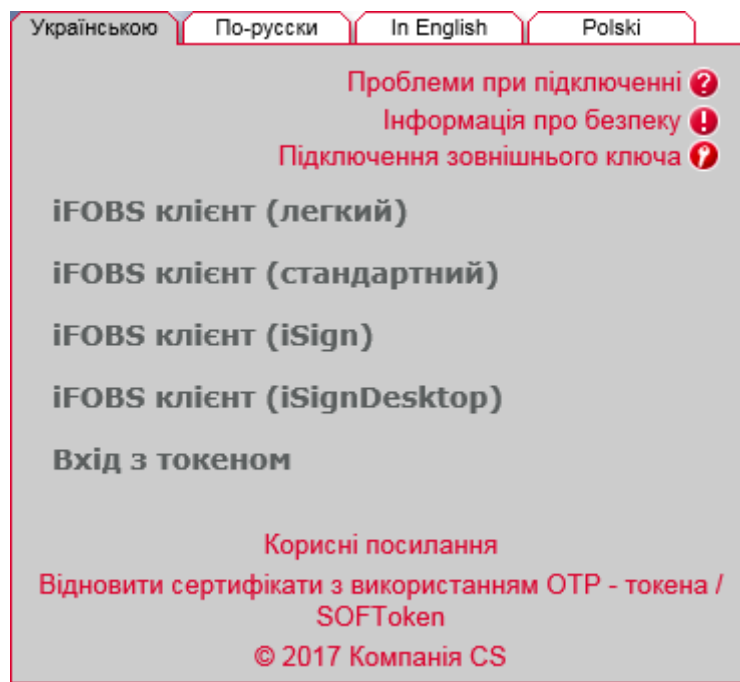 Українською По-русски In English Polski
Проблеми при підключенні
Інформація про безпеку
Підключення зовнішнього ключа
iFOBS клієнт (легкий)
iFOBS клієнт (стандартний)
iFOBS клієнт (iSign)
iFOBS клієнт (iSignDesktop)
Вхід з токеном
Корисні посилання
Відновити сертифікати з використанням OTP - токена /
SOFToken
© 2017 Компанія CS